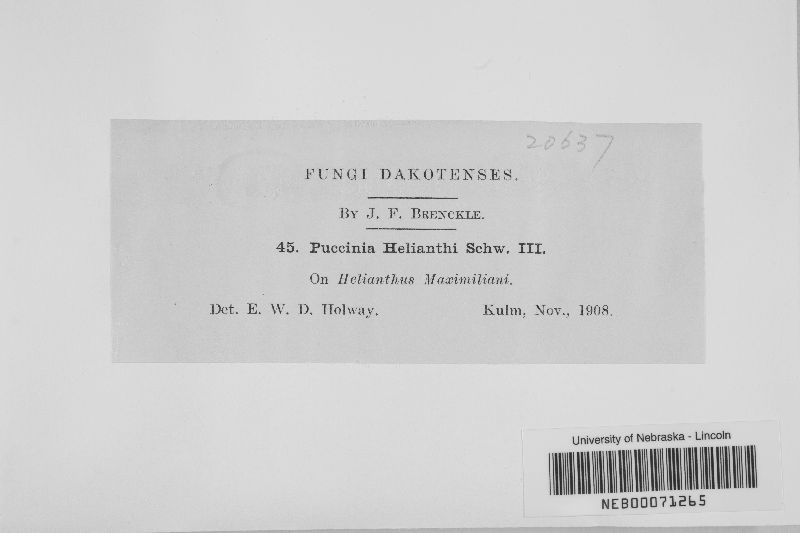 20637
FUNGI DAKOTENSES.
BY J. F. BRENCKLE.
45. Puccinia Helianthi Schw. III.
On Helianthus Maximiliani.
Det. E. W. D. Holway. Kulm, Nov., 1908.
University of Nebraska - Lincoln
NEB00071265